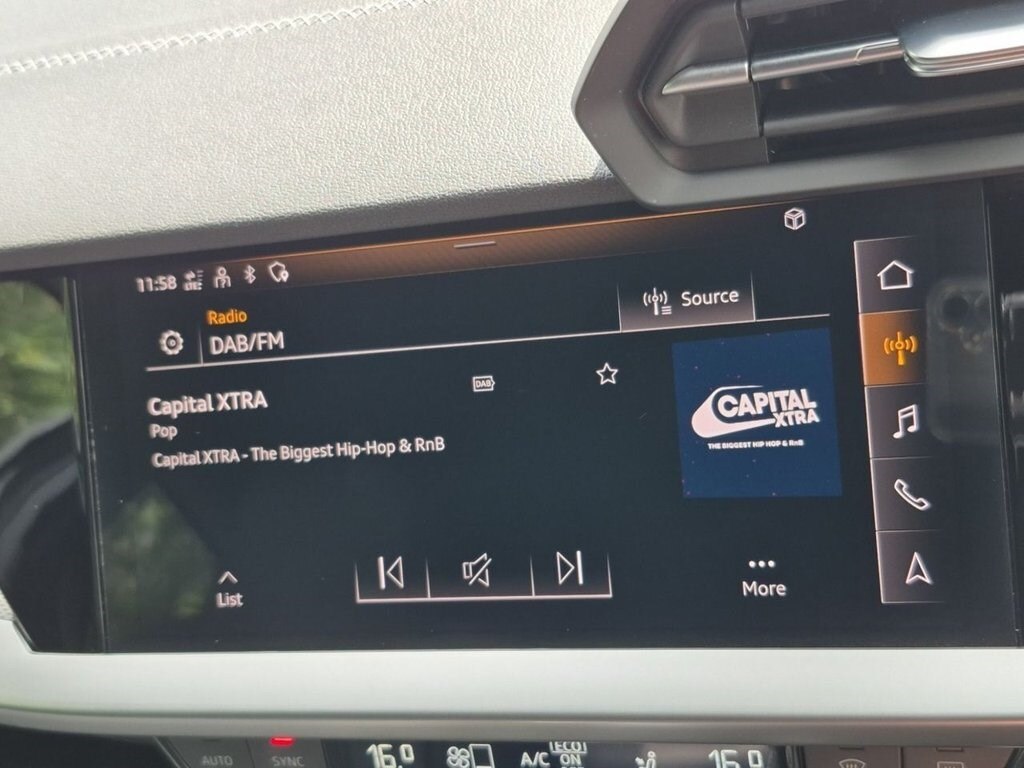 11:58
Radio
DAB/FM
Source
Capital XTRA
DAB
Pop
Capital XTRA - The Biggest Hip-Hop & RnB
CAPITAL
XTRA
THE BIGGEST HIP HOP & RnB
List
More
AUTO
SYNC
16.0
A/C
ECO
ON
16.0